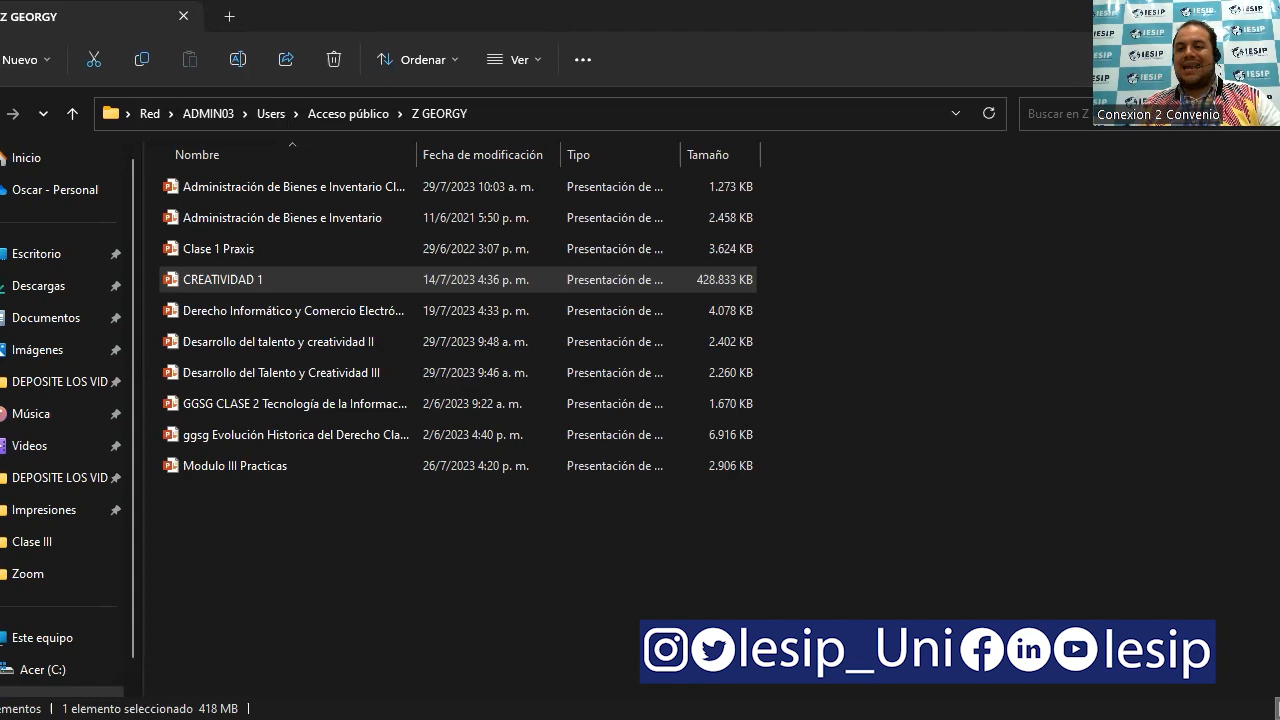 Z GEORGY
Nuevo
Ordenar
Ver
Red
ADMIN03
Users
Acceso público
Z GEORGY
Buscar en Z
IESIP
Conexion 2 Convenio
Inicio
Oscar - Personal
Escritorio
Descargas
Documentos
Imágenes
DEPOSITE LOS VID
Música
Videos
DEPOSITE LOS VID
Impresiones
Clase III
Zoom
Este equipo
Acer (C:)
Nombre Fecha de modificación Tipo Tamaño
Administración de Bienes e Inventario Cl... 29/7/2023 10:03 a. m. Presentación de ... 1.273 KB
Administración de Bienes e Inventario 11/6/2021 5:50 p. m. Presentación de ... 2.458 KB
Clase 1 Praxis 29/6/2022 3:07 p. m. Presentación de ... 3.624 KB
CREATIVIDAD 1 14/7/2023 4:36 p. m. Presentación de ... 428.833 KB
Derecho Informático y Comercio Electró... 19/7/2023 4:33 p. m. Presentación de ... 4.078 KB
Desarrollo del talento y creatividad II 29/7/2023 9:48 a. m. Presentación de ... 2.402 KB
Desarrollo del Talento y Creatividad III 29/7/2023 9:46 a. m. Presentación de ... 2.260 KB
GGSG CLASE 2 Tecnología de la Informac... 2/6/2023 9:22 a. m. Presentación de ... 1.670 KB
ggsg Evolución Historica del Derecho Cla... 2/6/2023 4:40 p. m. Presentación de ... 6.916 KB
Modulo III Practicas 26/7/2023 4:20 p. m. Presentación de ... 2.906 KB
Iesip_Uni Iesip
ementos 1 elemento seleccionado 418 MB